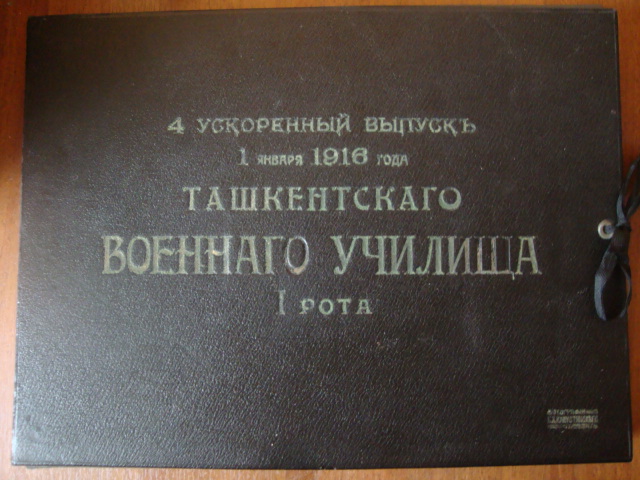 4 УСКОРЕННЫЙ ВЫПУСКЪ
1 ЯНВАРЯ 1916 ГОДА
ТАШКЕНТСКАГО
ВОЕННАГО УЧИЛИЩА
I РОТА